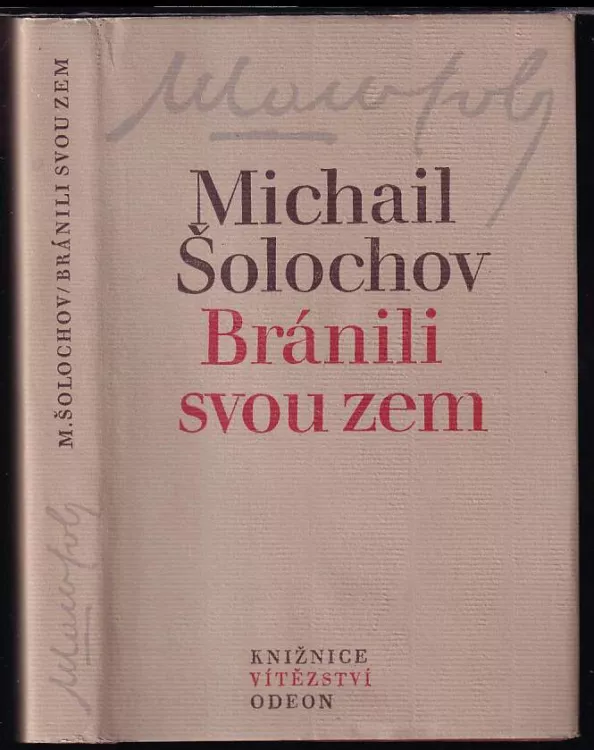 M. ŠOLOCHOV/BRÁNILI SVOU ZEM
Michail
Šolochov
Bránili
svou zem
KNIŽNICE
VÍTĚZSTVÍ
ODEON